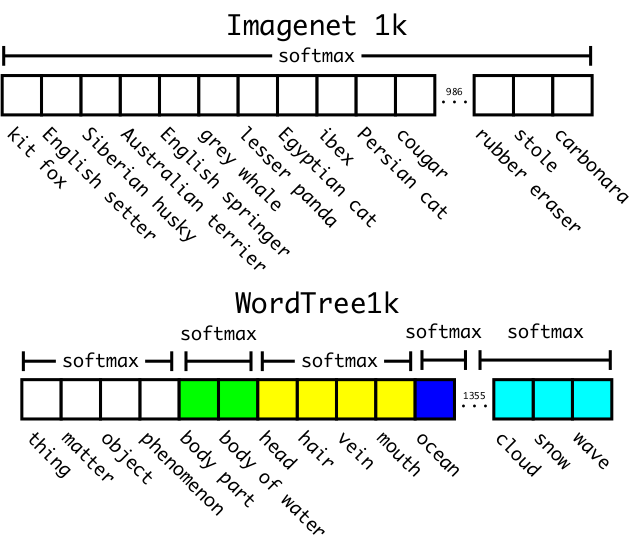 Imagenet 1k
softmax
986
kit fox
English setter
Siberian husky
Australian terrier
English springer
grey whale
lesser panda
Egyptian cat
ibex
Persian cat
cougar
rubber eraser
stole
carbonara
WordTree1k
softmax
softmax
softmax
softmax
softmax
1355
thing
matter
object
phenomenon
body part
body of water
head
hair
vein
mouth
ocean
cloud
snow
wave